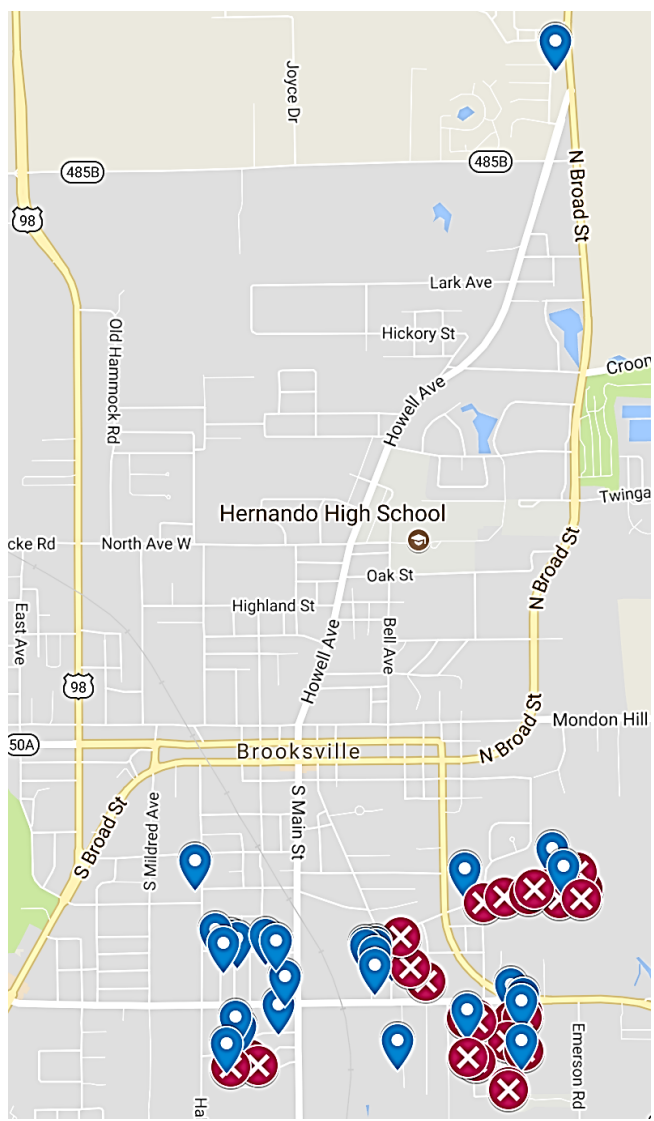 Joyce Dr
485B
485B
N Broad St
98
Lark Ave
Hickory St
Old Hammock Rd
Croon
Howell Ave
Hernando High School
Twinga
cke Rd
North Ave W
N Broad St
Oak St
Highland St
East Ave
Bell Ave
Howell Ave
98
N Broad St
Mondon Hill
50A
Brooksville
S Broad St
S Mildred Ave
S Main St
Emerson Rd
Ha